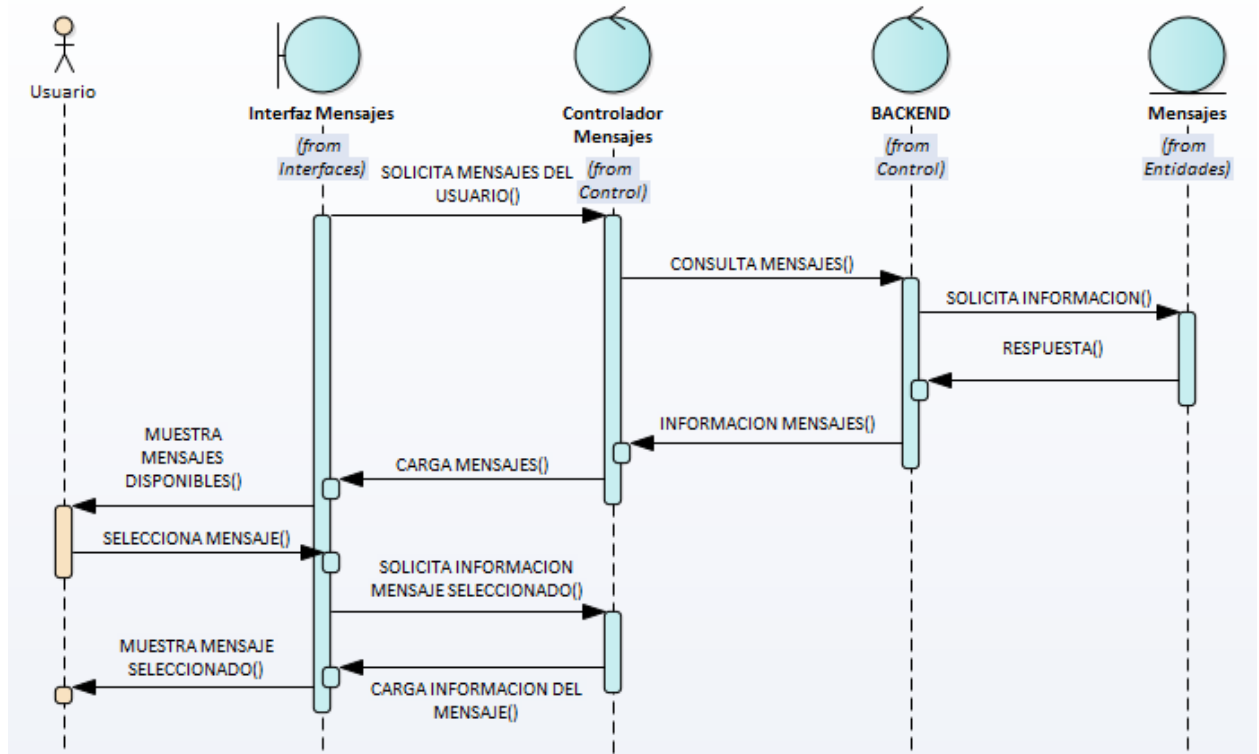 Usuario
Interfaz Mensajes
(from
Interfaces)
Controlador
Mensajes
(from
Control)
BACKEND
(from
Control)
Mensajes
(from
Entidades)
SOLICITA MENSAJES DEL
USUARIO()
CONSULTA MENSAJES()
SOLICITA INFORMACION()
RESPUESTA()
INFORMACION MENSAJES()
CARGA MENSAJES()
MUESTRA
MENSAJES
DISPONIBLES()
SELECCIONA MENSAJE()
SOLICITA INFORMACION
MENSAJE SELECCIONADO()
MUESTRA MENSAJE
SELECCIONADO()
CARGA INFORMACION DEL
MENSAJE()